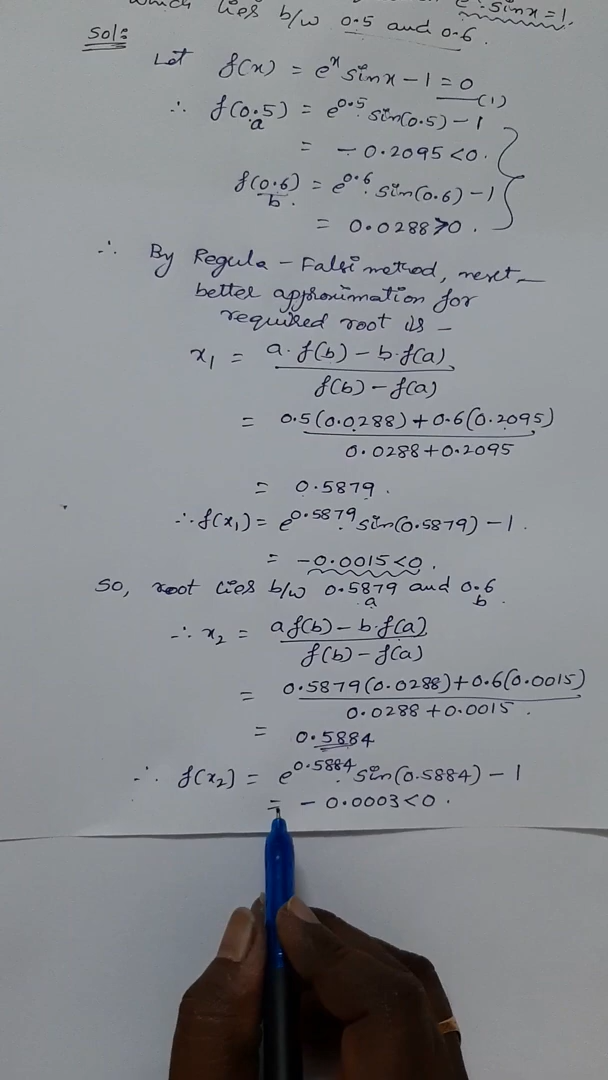 which lies b/w 0.5 and 0.6.
sinx=1.
Sol:
Let f(x) = e^x sinx - 1 = 0 (1)
∴ f(0.5) = e^0.5. sin(0.5) - 1
a
= - 0.2095 < 0.
f(0.6) = e^0.6. sin(0.6) - 1
b.
= 0.0288 > 0.
∴ By Regula - Falsi method, next
better approximation for
required root is -
x₁ = a. f(b) - b. f(a)
f(b) - f(a)
= 0.5(0.0288) + 0.6(0.2095)
0.0288 + 0.2095
= 0.5879.
∴ f(x₁) = e^0.5879. sin(0.5879) - 1.
= -0.0015 < 0.
So, root lies b/w 0.5879 and 0.6
a b.
∴ x₂ = af(b) - b. f(a)
f(b) - f(a)
= 0.5879(0.0288) + 0.6(0.0015)
0.0288 + 0.0015.
= 0.5884
∴ f(x₂) = e^0.5884. sin(0.5884) - 1
= - 0.0003 < 0.